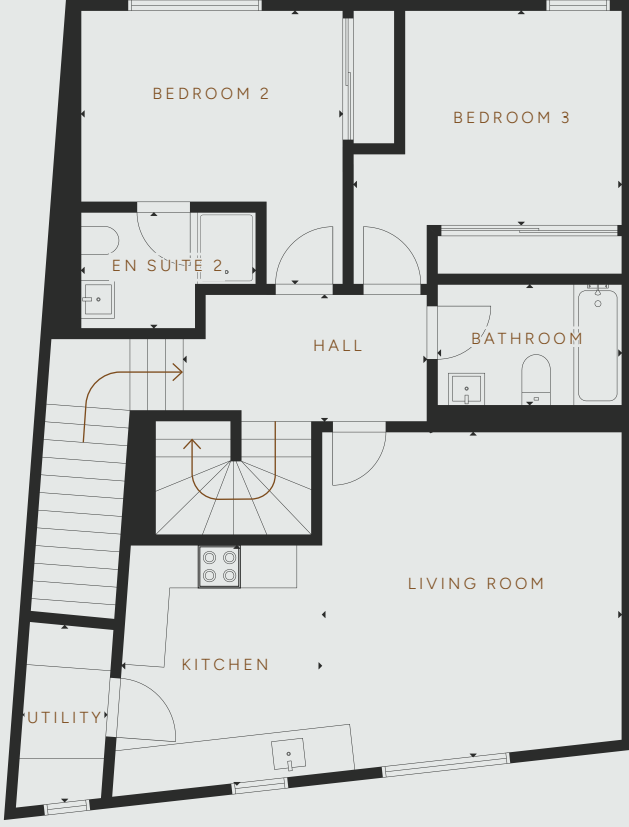 BEDROOM 2
BEDROOM 3
EN SUITE 2
HALL
BATHROOM
LIVING ROOM
KITCHEN
UTILITY